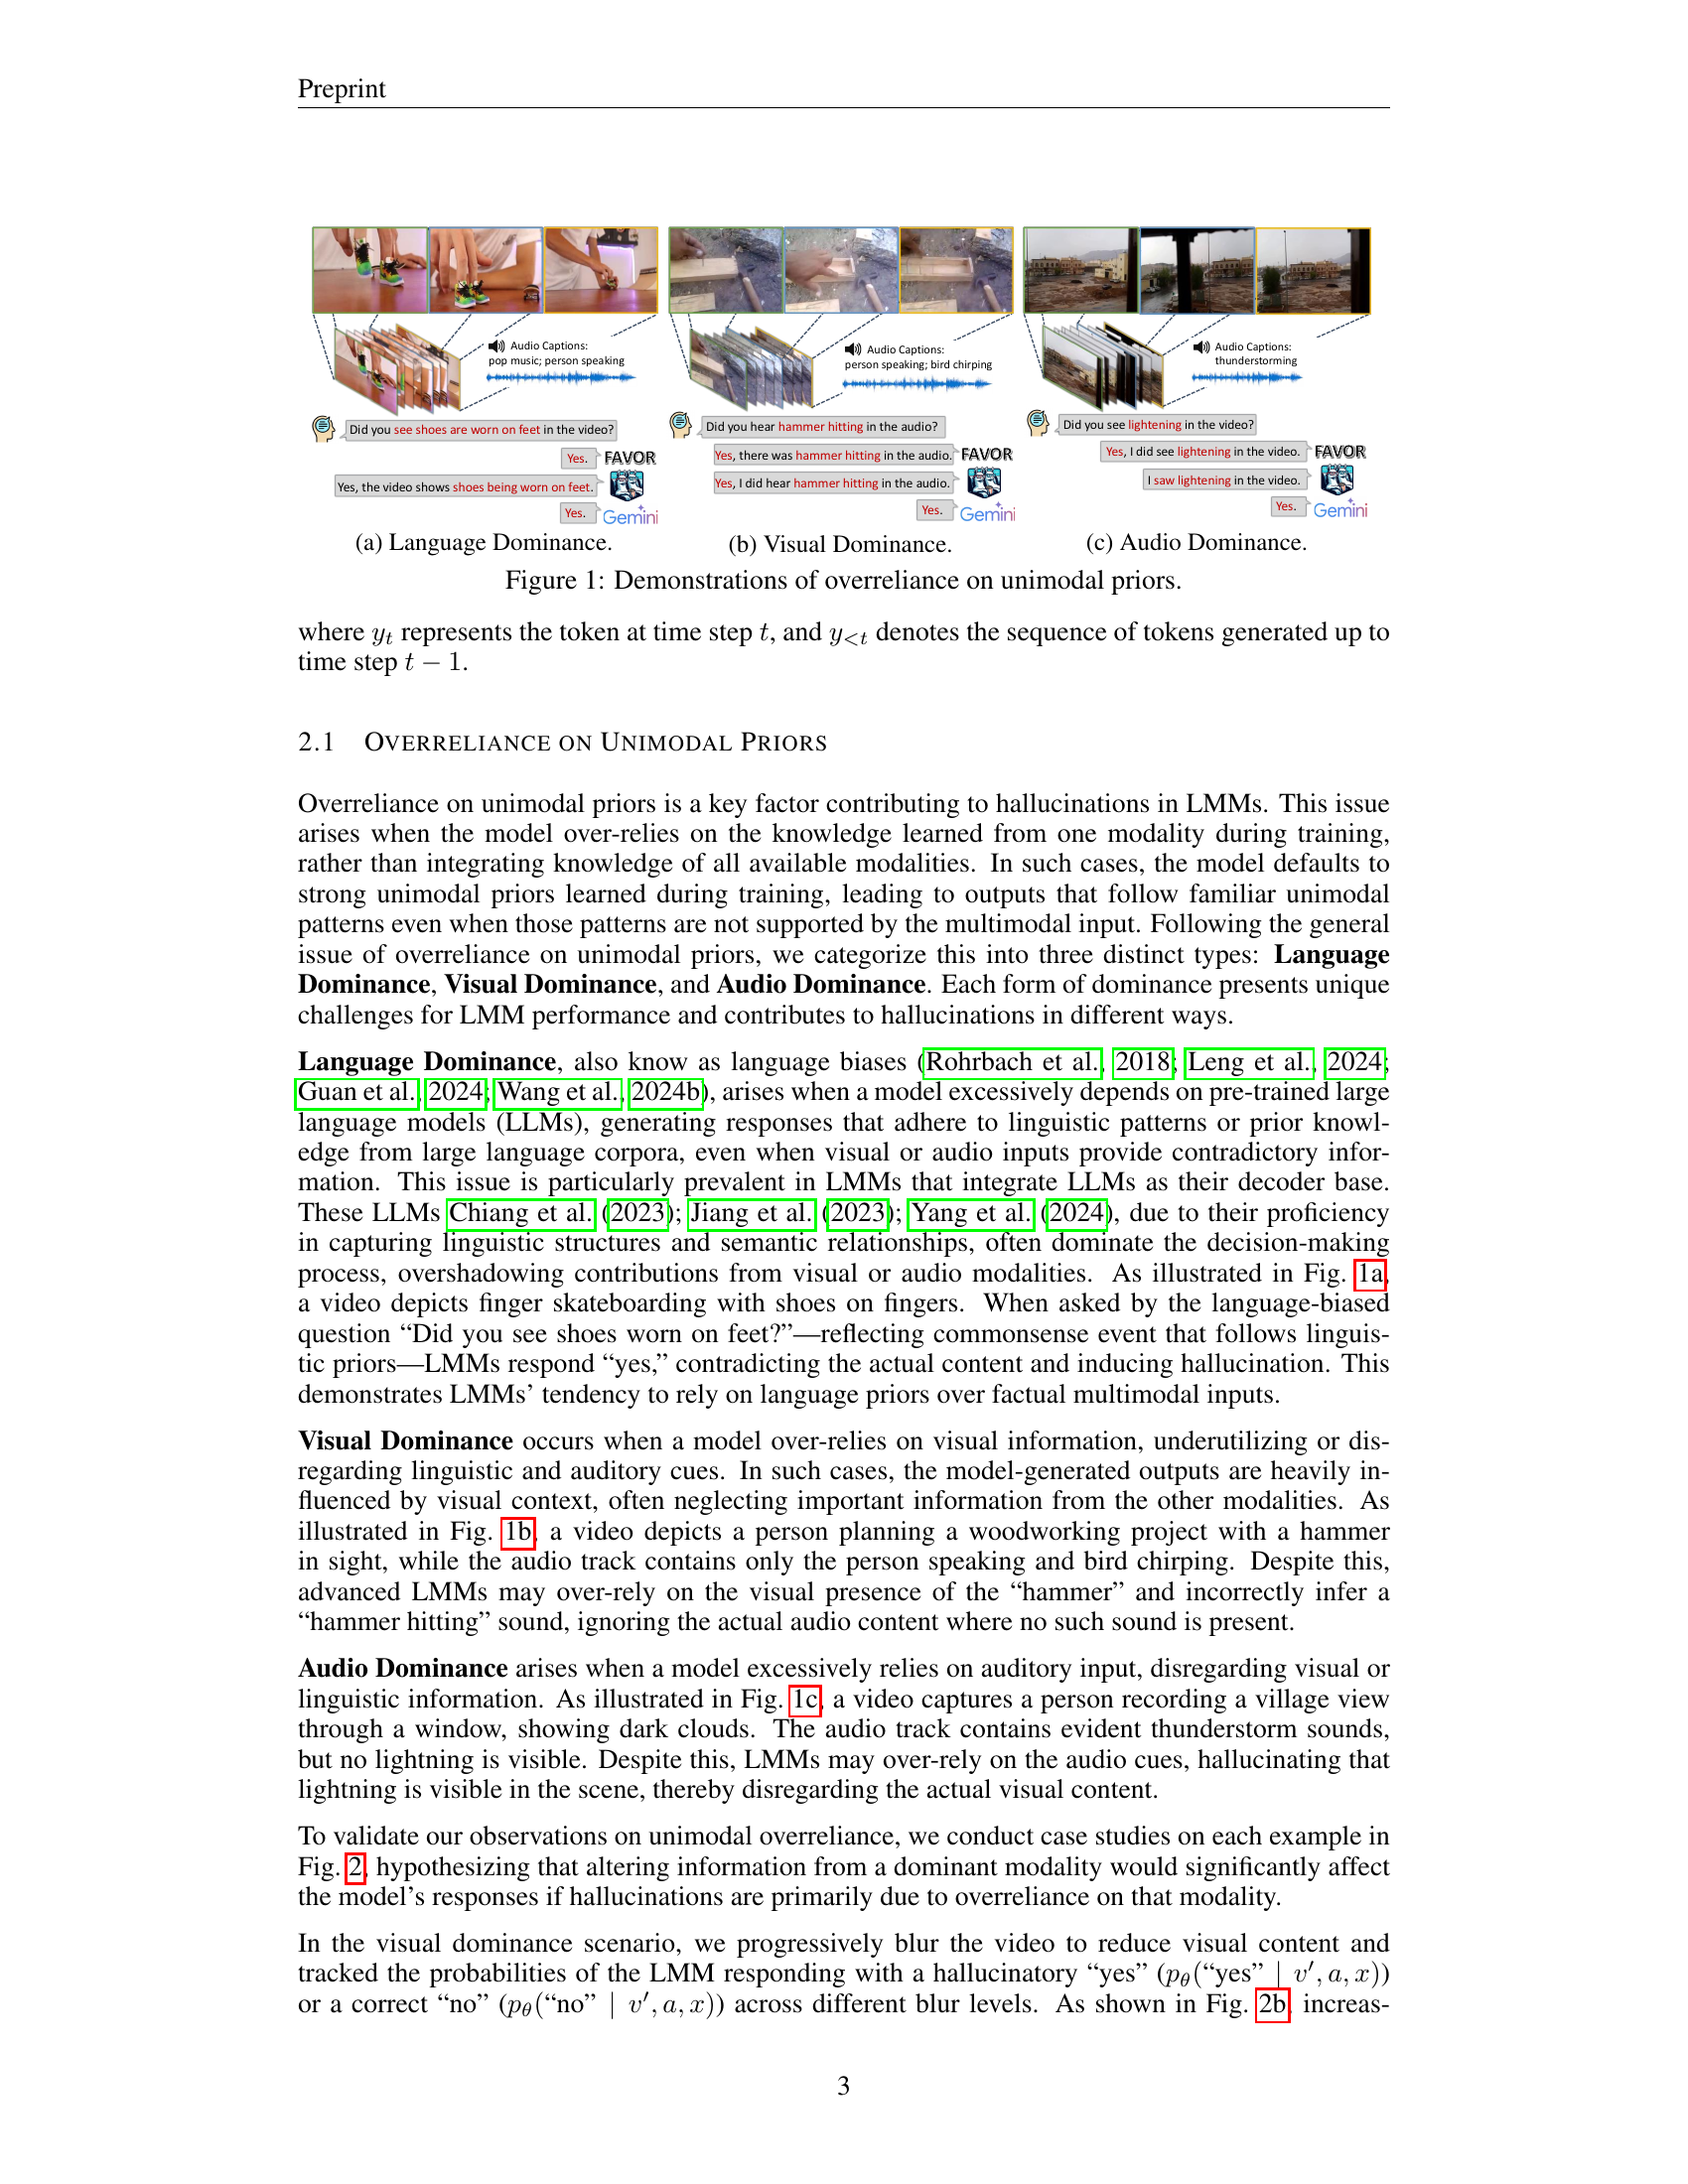 Preprint
Audio Captions:
pop music; person speaking
Did you see shoes are worn on feet in the video?
Yes.
FAVOR
Yes, the video shows shoes being worn on feet.
Yes.
Gemini
(a) Language Dominance.
Audio Captions:
person speaking; bird chirping
Did you hear hammer hitting in the audio?
Yes, there was hammer hitting in the audio.
FAVOR
Yes, I did hear hammer hitting in the audio.
Yes.
Gemini
(b) Visual Dominance.
Audio Captions:
thunderstorming
Did you see lightening in the video?
Yes, I did see lightening in the video.
FAVOR
I saw lightening in the video.
Yes.
Gemini
(c) Audio Dominance.
Figure 1: Demonstrations of overreliance on unimodal priors.
where y_t represents the token at time step t, and y_{<t} denotes the sequence of tokens generated up to
time step t − 1.
2.1 OVERRELIANCE ON UNIMODAL PRIORS
Overreliance on unimodal priors is a key factor contributing to hallucinations in LMMs. This issue
arises when the model over-relies on the knowledge learned from one modality during training,
rather than integrating knowledge of all available modalities. In such cases, the model defaults to
strong unimodal priors learned during training, leading to outputs that follow familiar unimodal
patterns even when those patterns are not supported by the multimodal input. Following the general
issue of overreliance on unimodal priors, we categorize this into three distinct types: Language
Dominance, Visual Dominance, and Audio Dominance. Each form of dominance presents unique
challenges for LMM performance and contributes to hallucinations in different ways.
Language Dominance, also know as language biases (Rohrbach et al., 2018; Leng et al., 2024;
Guan et al., 2024; Wang et al., 2024b), arises when a model excessively depends on pre-trained large
language models (LLMs), generating responses that adhere to linguistic patterns or prior knowl-
edge from large language corpora, even when visual or audio inputs provide contradictory infor-
mation. This issue is particularly prevalent in LMMs that integrate LLMs as their decoder base.
These LLMs Chiang et al. (2023); Jiang et al. (2023); Yang et al. (2024), due to their proficiency
in capturing linguistic structures and semantic relationships, often dominate the decision-making
process, overshadowing contributions from visual or audio modalities. As illustrated in Fig. 1a,
a video depicts finger skateboarding with shoes on fingers. When asked by the language-biased
question “Did you see shoes worn on feet?”—reflecting commonsense event that follows linguis-
tic priors—LMMs respond “yes,” contradicting the actual content and inducing hallucination. This
demonstrates LMMs’ tendency to rely on language priors over factual multimodal inputs.
Visual Dominance occurs when a model over-relies on visual information, underutilizing or dis-
regarding linguistic and auditory cues. In such cases, the model-generated outputs are heavily in-
fluenced by visual context, often neglecting important information from the other modalities. As
illustrated in Fig. 1b, a video depicts a person planning a woodworking project with a hammer
in sight, while the audio track contains only the person speaking and bird chirping. Despite this,
advanced LMMs may over-rely on the visual presence of the “hammer” and incorrectly infer a
“hammer hitting” sound, ignoring the actual audio content where no such sound is present.
Audio Dominance arises when a model excessively relies on auditory input, disregarding visual or
linguistic information. As illustrated in Fig. 1c, a video captures a person recording a village view
through a window, showing dark clouds. The audio track contains evident thunderstorm sounds,
but no lightning is visible. Despite this, LMMs may over-rely on the audio cues, hallucinating that
lightning is visible in the scene, thereby disregarding the actual visual content.
To validate our observations on unimodal overreliance, we conduct case studies on each example in
Fig. 2, hypothesizing that altering information from a dominant modality would significantly affect
the model’s responses if hallucinations are primarily due to overreliance on that modality.
In the visual dominance scenario, we progressively blur the video to reduce visual content and
tracked the probabilities of the LMM responding with a hallucinatory “yes” (p_θ(“yes” | v′, a, x))
or a correct “no” (p_θ(“no” | v′, a, x)) across different blur levels. As shown in Fig. 2b, increas-
3